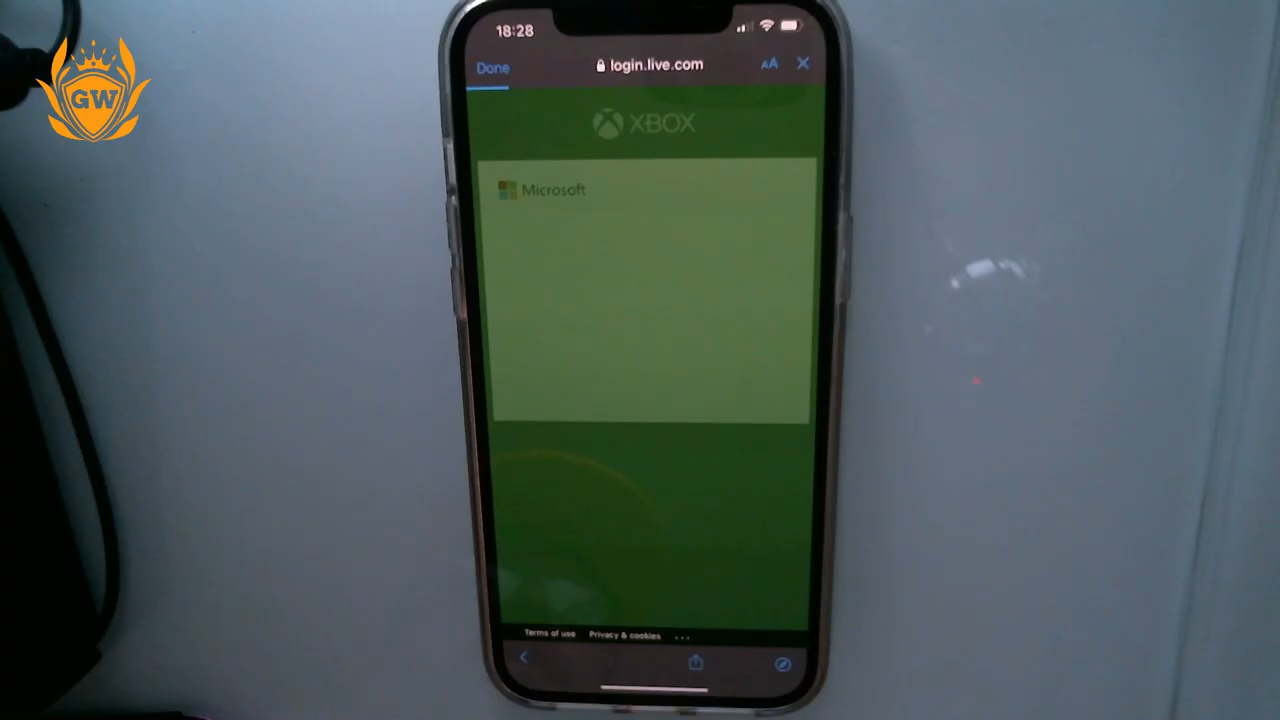 GW
18:28
Done
login.live.com
AA
XBOX
Microsoft
Terms of use
Privacy & cookies
...